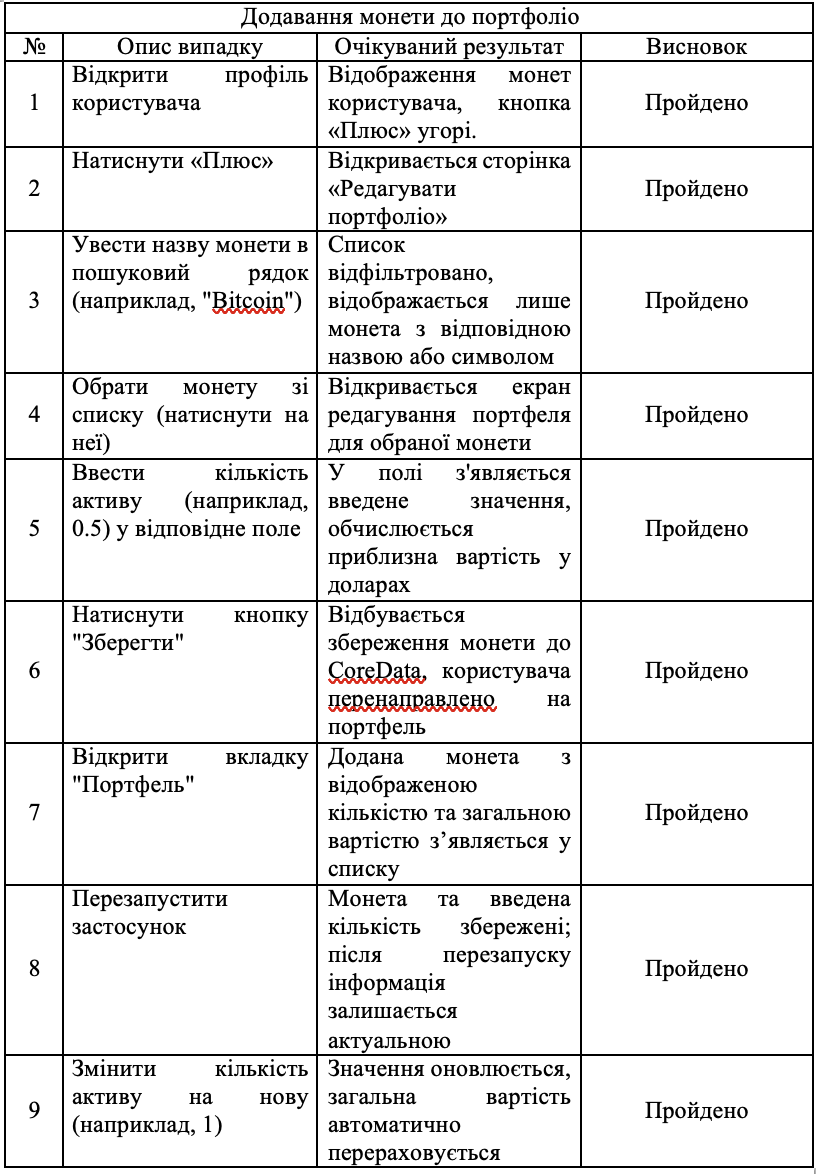 Додавання монети до портфоліо
№ Опис випадку Очікуваний результат Висновок
1
Відкрити профіль
користувача
Відображення монет
користувача, кнопка
«Плюс» угорі.
Пройдено
2
Натиснути «Плюс»
Відкривається сторінка
«Редагувати
портфоліо»
Пройдено
3
Увести назву монети в
пошуковий рядок
(наприклад, "Bitcoin")
Список
відфільтровано,
відображається лише
монета з відповідною
назвою або символом
Пройдено
4
Обрати монету зі
списку (натиснути на
неї)
Відкривається екран
редагування портфеля
для обраної монети
Пройдено
5
Ввести кількість
активу (наприклад,
0.5) у відповідне поле
У полі з'являється
введене значення,
обчислюється
приблизна вартість у
доларах
Пройдено
6
Натиснути кнопку
"Зберегти"
Відбувається
збереження монети до
CoreData, користувача
перенаправлено на
портфель
Пройдено
7
Відкрити вкладку
"Портфель"
Додана монета з
відображеною
кількістю та загальною
вартістю з’являється у
списку
Пройдено
8
Перезапустити
застосунок
Монета та введена
кількість збережені;
після перезапуску
інформація
залишається
актуальною
Пройдено
9
Змінити кількість
активу на нову
(наприклад, 1)
Значення оновлюється,
загальна вартість
автоматично
перераховується
Пройдено